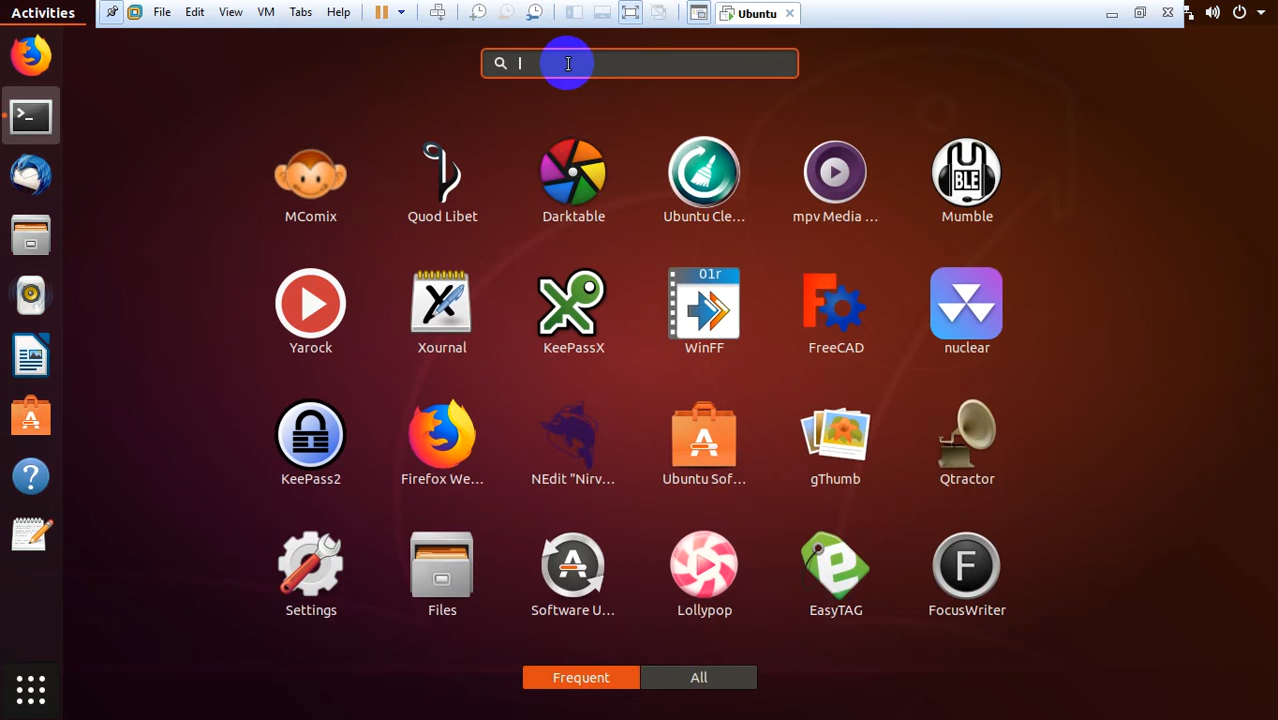 Activities File Edit View VM Tabs Help Ubuntu
MComix Quod Libet Darktable Ubuntu Cle... mpv Media ... Mumble
BLE
01r
Yarock Xournal KeePassX WinFF FreeCAD nuclear
KeePass2 Firefox We... NEdit "Nirv... Ubuntu Sof... gThumb Qtractor
Settings Files Software U... Lollypop EasyTAG FocusWriter
Frequent All